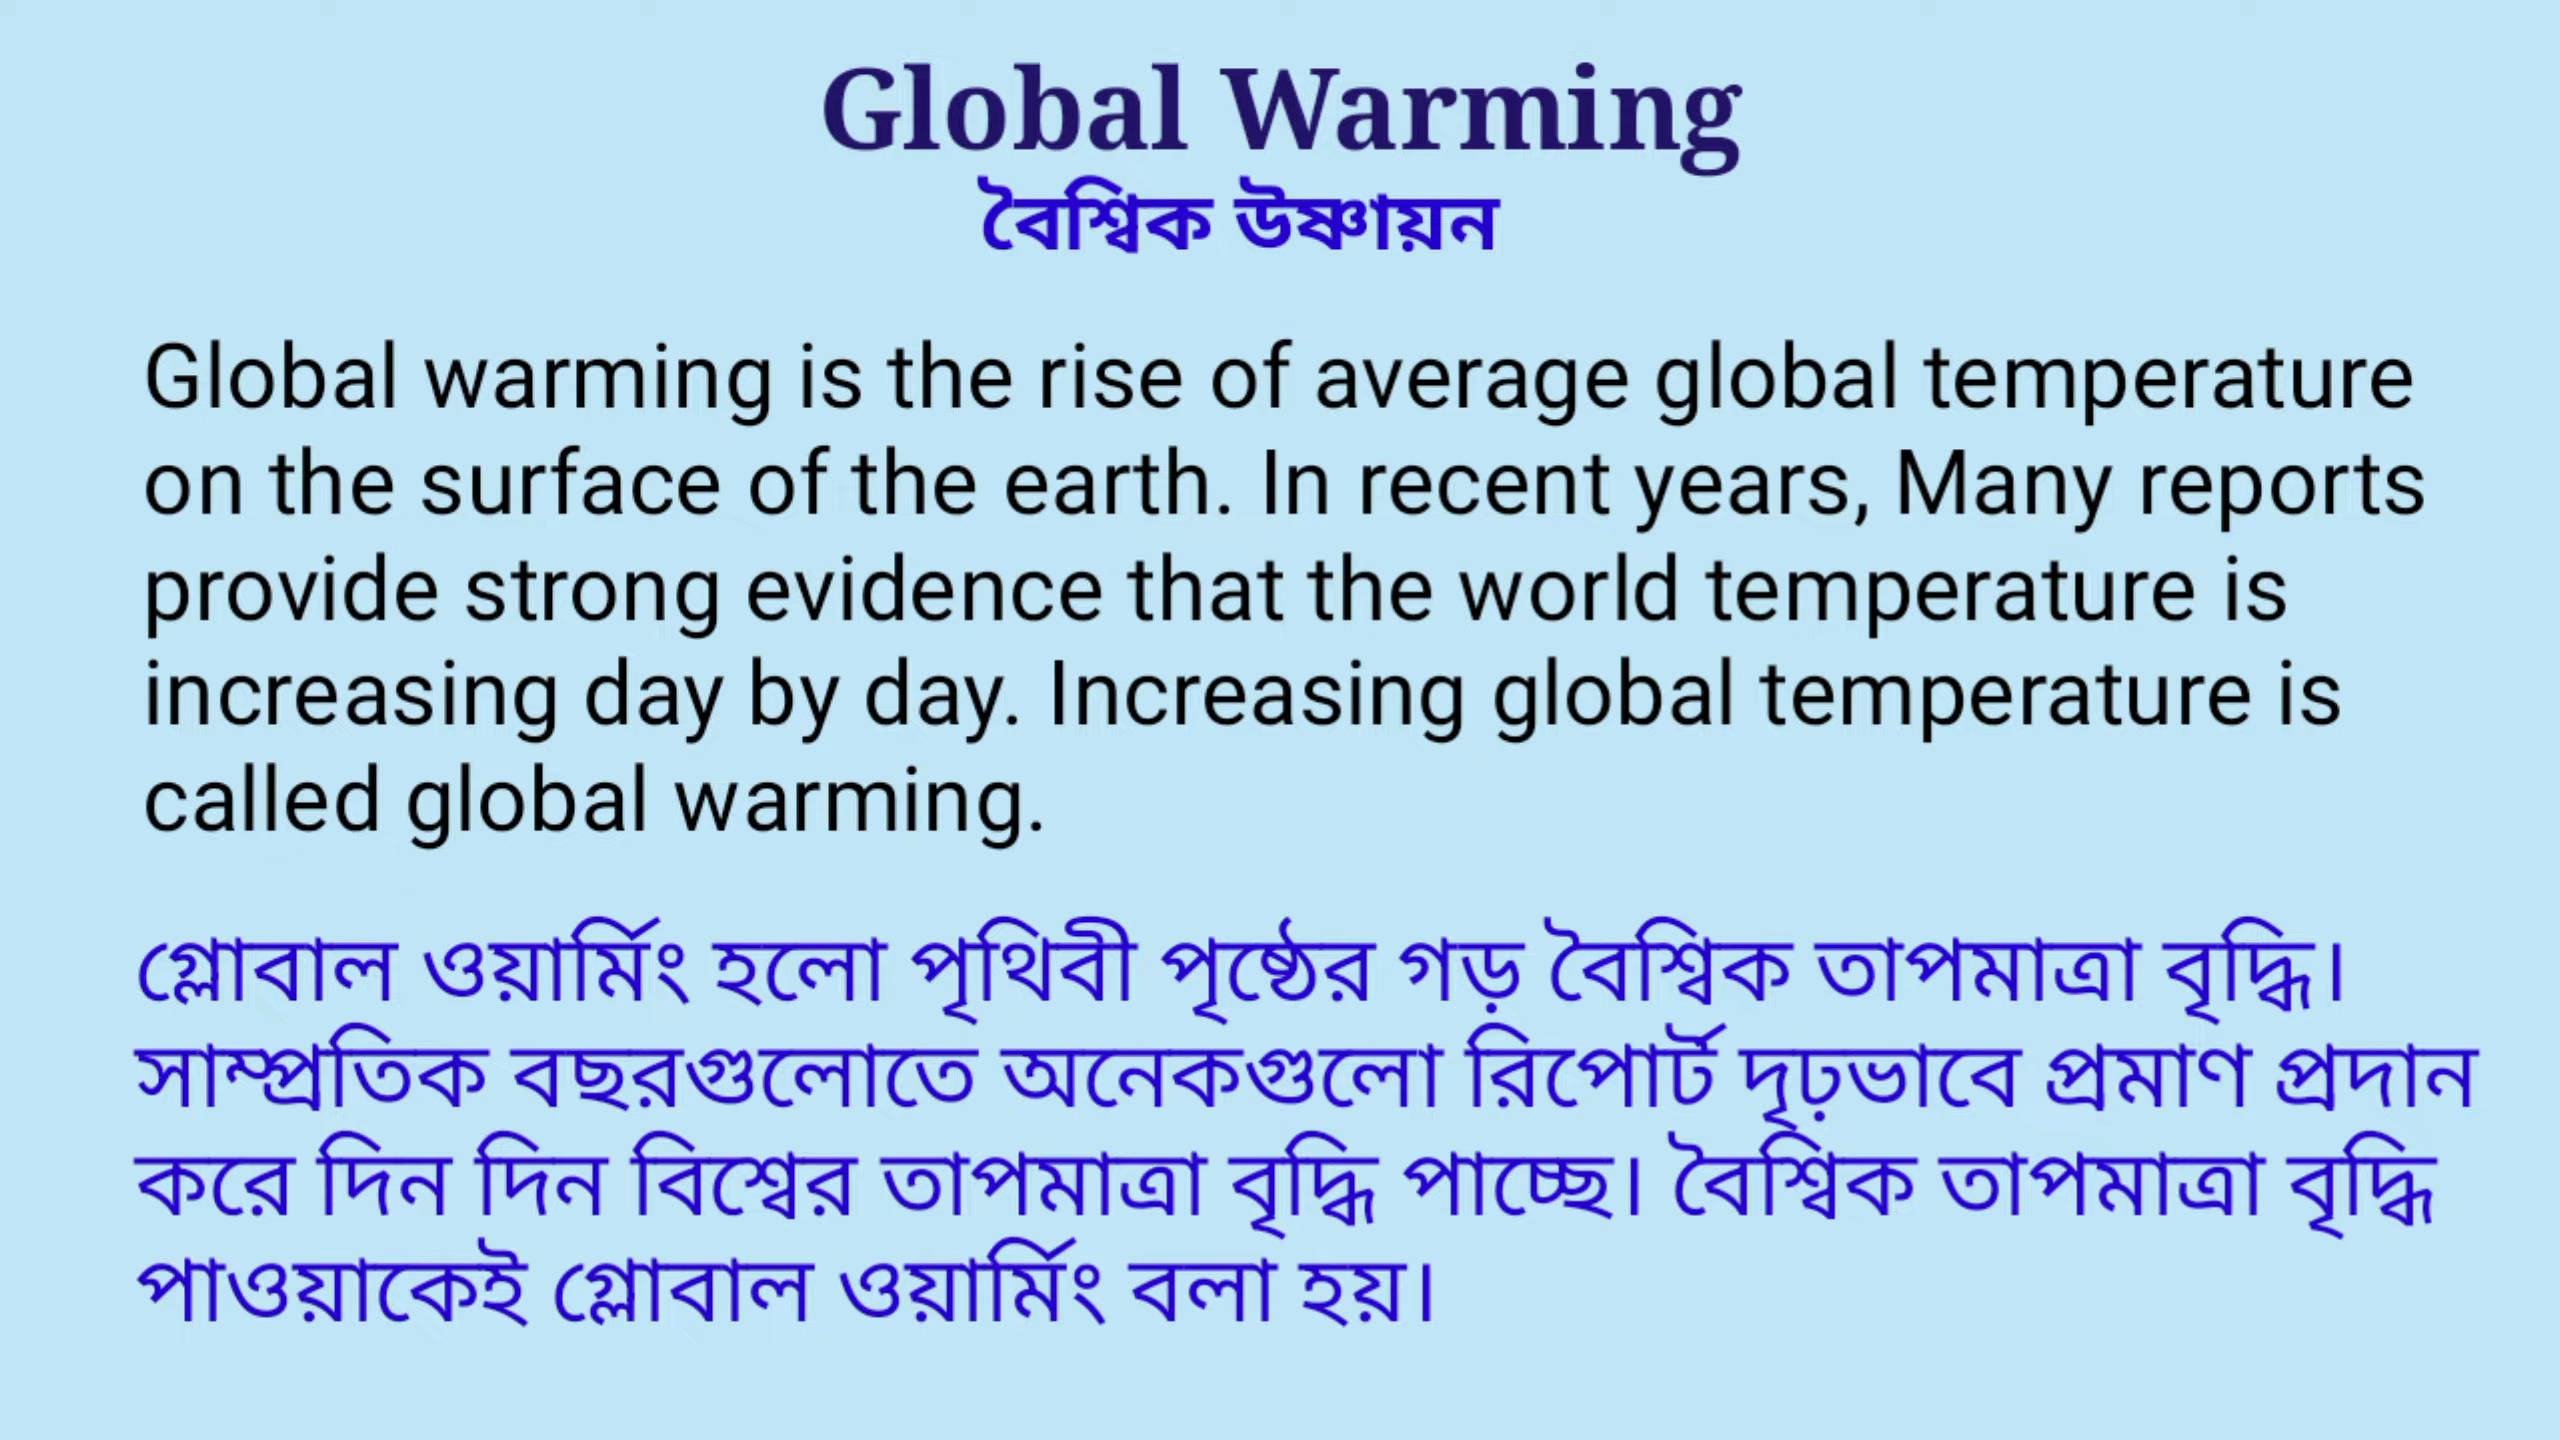 Global Warming
বৈশ্বিক উষ্ণায়ন
Global warming is the rise of average global temperature
on the surface of the earth. In recent years, Many reports
provide strong evidence that the world temperature is
increasing day by day. Increasing global temperature is
called global warming.
গ্লোবাল ওয়ার্মিং হলো পৃথিবী পৃষ্ঠের গড় বৈশ্বিক তাপমাত্রা বৃদ্ধি।
সাম্প্রতিক বছরগুলোতে অনেকগুলো রিপোর্ট দৃঢ়ভাবে প্রমাণ প্রদান
করে দিন দিন বিশ্বের তাপমাত্রা বৃদ্ধি পাচ্ছে। বৈশ্বিক তাপমাত্রা বৃদ্ধি
পাওয়াকেই গ্লোবাল ওয়ার্মিং বলা হয়।